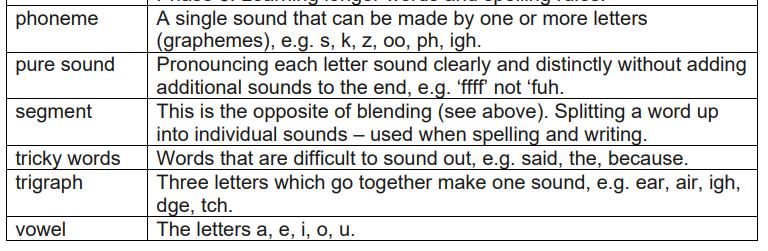 phoneme A single sound that can be made by one or more letters
(graphemes), e.g. s, k, z, oo, ph, igh.
pure sound Pronouncing each letter sound clearly and distinctly without adding
additional sounds to the end, e.g. ‘ffff’ not ‘fuh.
segment This is the opposite of blending (see above). Splitting a word up
into individual sounds – used when spelling and writing.
tricky words Words that are difficult to sound out, e.g. said, the, because.
trigraph Three letters which go together make one sound, e.g. ear, air, igh,
dge, tch.
vowel The letters a, e, i, o, u.